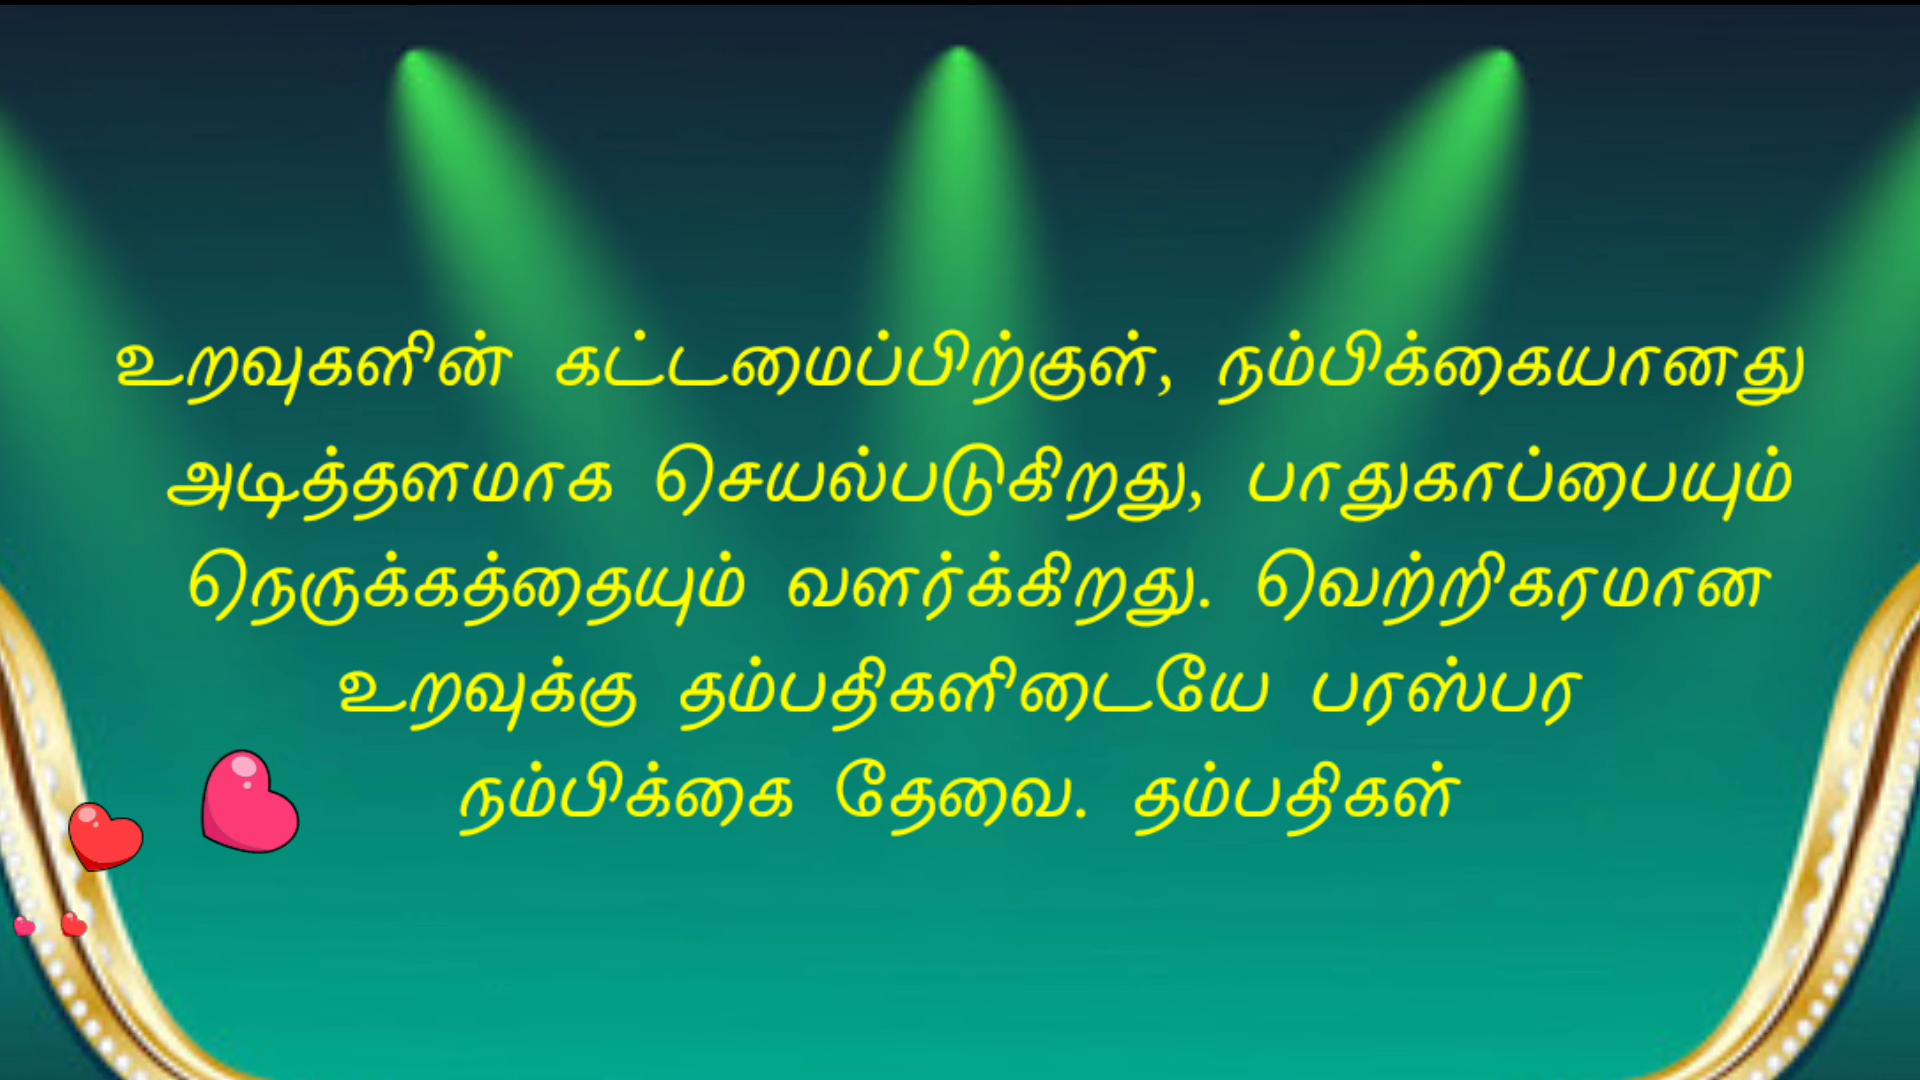 உறவுகளின் கட்டமைப்பிற்குள், நம்பிக்கையானது
அடித்தளமாக செயல்படுகிறது, பாதுகாப்பையும்
நெருக்கத்தையும் வளர்க்கிறது. வெற்றிகரமான
உறவுக்கு தம்பதிகளிடையே பரஸ்பர
நம்பிக்கை தேவை. தம்பதிகள்